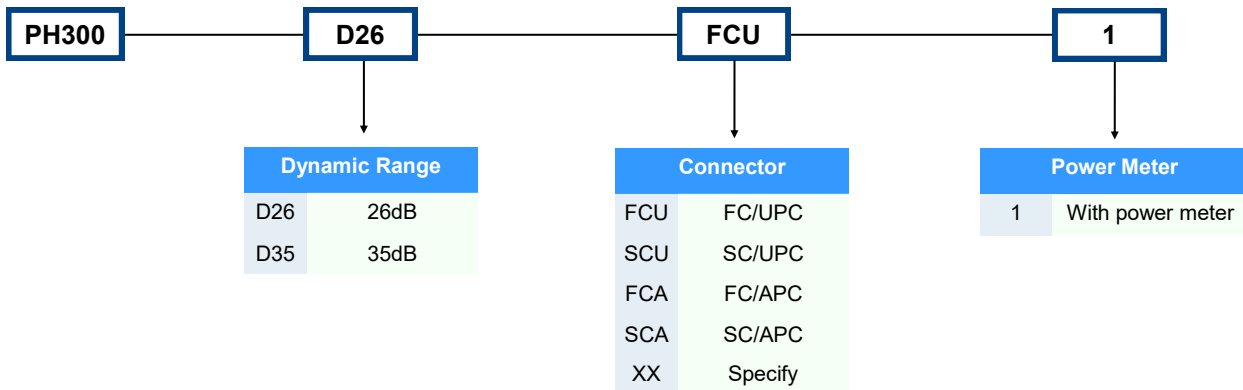 PH300 D26 FCU 1
Dynamic Range
D26 26dB
D35 35dB
Connector
FCU FC/UPC
SCU SC/UPC
FCA FC/APC
SCA SC/APC
XX Specify
Power Meter
1 With power meter